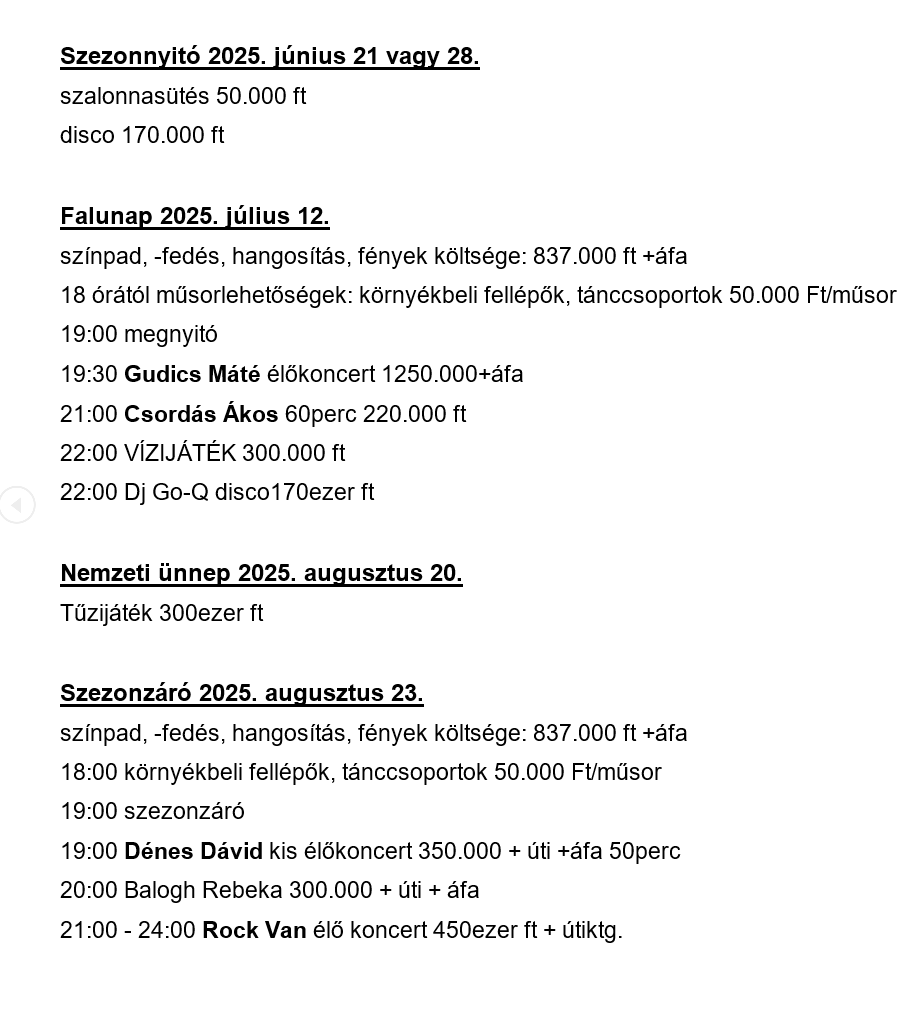 Szezonnyitó 2025. június 21 vagy 28.
szalonnasütés 50.000 ft
disco 170.000 ft
Falunap 2025. július 12.
színpad, -fedés, hangosítás, fények költsége: 837.000 ft +áfa
18 órától műsorlehetőségek: környékbeli fellépők, tánccsoportok 50.000 Ft/műsor
19:00 megnyitó
19:30 Gudics Máté élőkoncert 1250.000+áfa
21:00 Csordás Ákos 60perc 220.000 ft
22:00 VÍZIJÁTÉK 300.000 ft
22:00 Dj Go-Q disco170ezer ft
Nemzeti ünnep 2025. augusztus 20.
Tűzijáték 300ezer ft
Szezonzáró 2025. augusztus 23.
színpad, -fedés, hangosítás, fények költsége: 837.000 ft +áfa
18:00 környékbeli fellépők, tánccsoportok 50.000 Ft/műsor
19:00 szezonzáró
19:00 Dénes Dávid kis élőkoncert 350.000 + úti +áfa 50perc
20:00 Balogh Rebeka 300.000 + úti + áfa
21:00 - 24:00 Rock Van élő koncert 450ezer ft + útiktg.